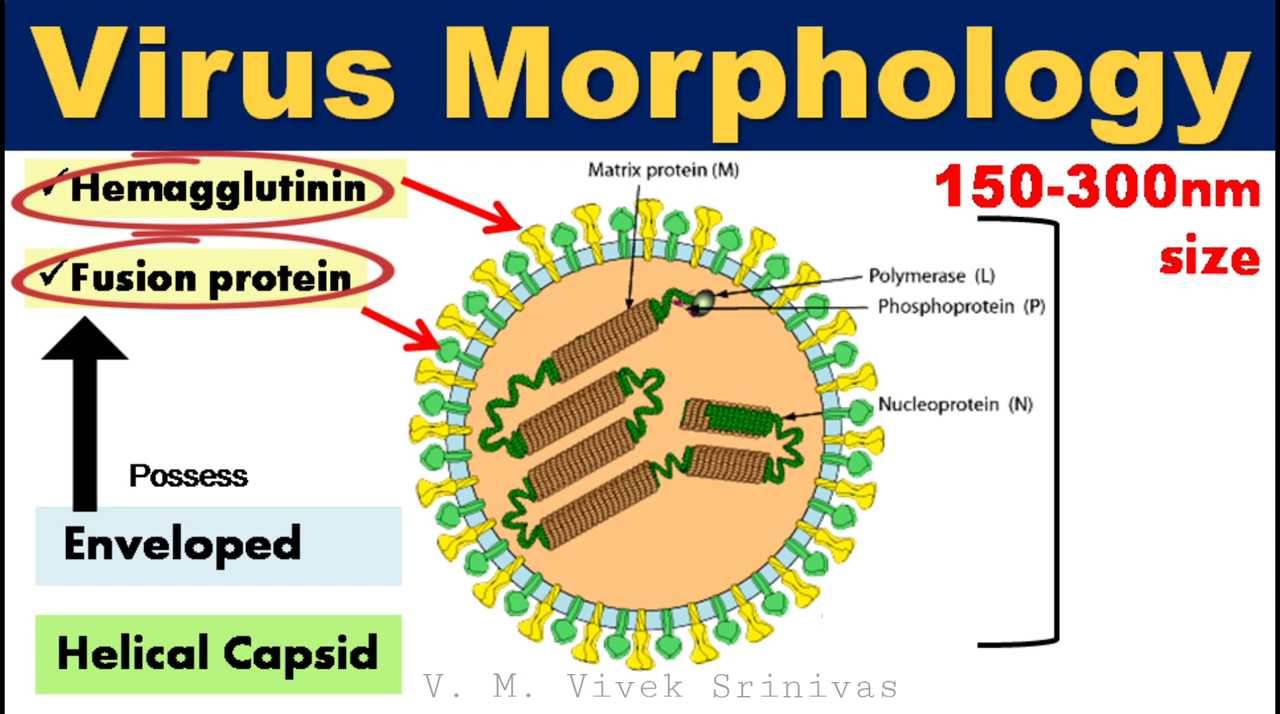 Virus Morphology
✓ Hemagglutinin
✓ Fusion protein
Possess
Enveloped
Helical Capsid
Matrix protein (M)
Polymerase (L)
Phosphoprotein (P)
Nucleoprotein (N)
150-300nm
size
V. M. Vivek Srinivas